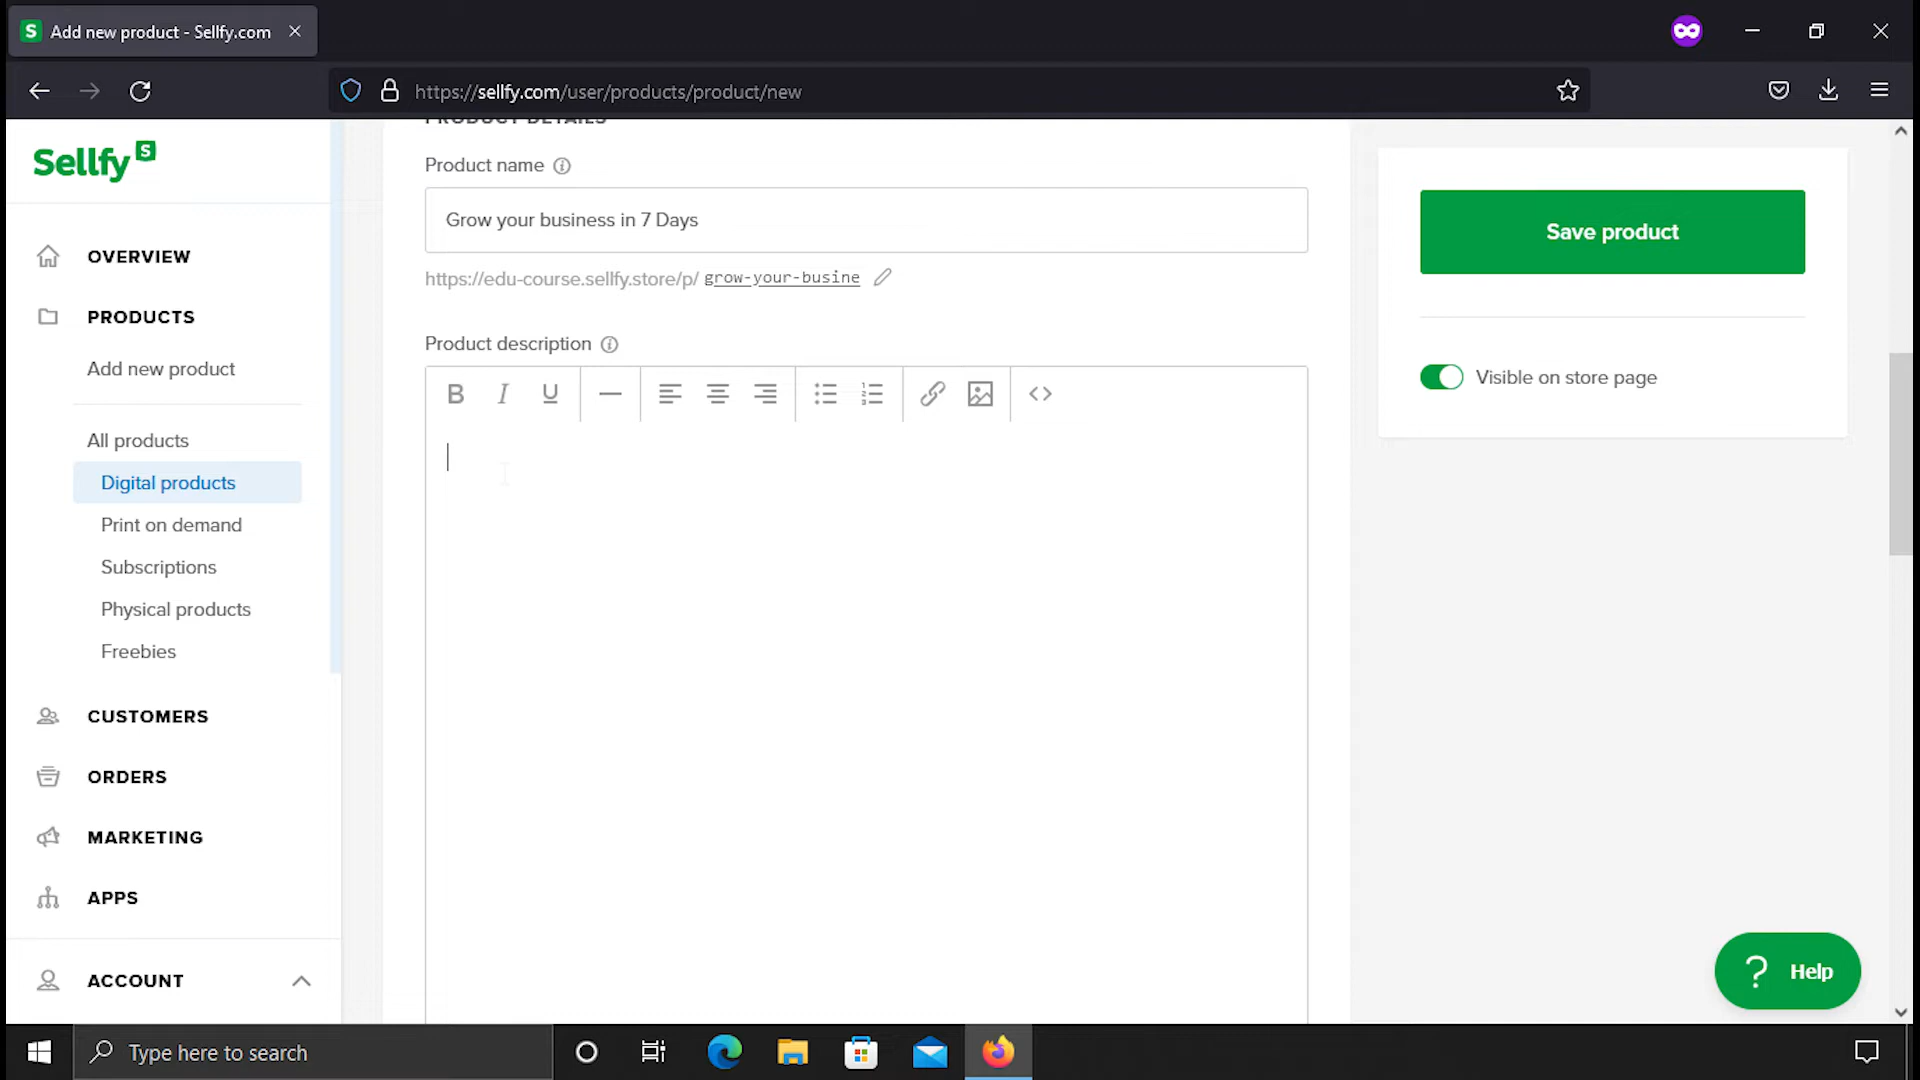 Add new product - Sellfy.com
https://sellfy.com/user/products/product/new
Sellfy S
OVERVIEW
PRODUCTS
Add new product
All products
Digital products
Print on demand
Subscriptions
Physical products
Freebies
CUSTOMERS
ORDERS
MARKETING
APPS
ACCOUNT
PRODUCT DETAILS
Product name
Grow your business in 7 Days
https://edu-course.sellfy.store/p/ grow-your-busine
Product description
B I U
Save product
Visible on store page
? Help
Type here to search